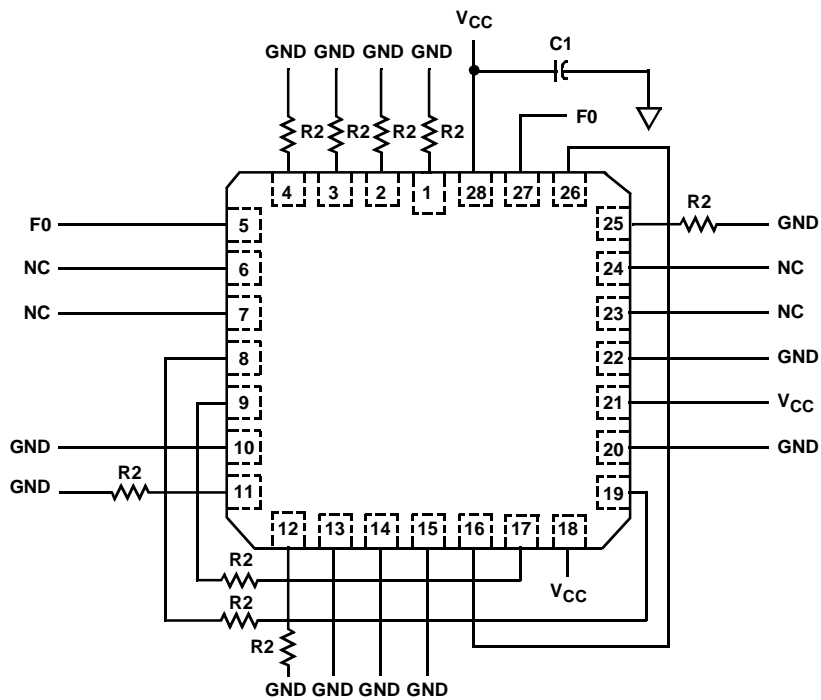 VCC
C1
GND GND GND GND
R2 R2 R2 R2
F0
4 3 2 1 28 27 26
F0 5
25 R2 GND
NC 6
24 NC
NC 7
23 NC
8
22 GND
9
21 VCC
GND 10
20 GND
GND R2 11
19
12 13 14 15 16 17 18
R2
VCC
R2
R2
GND GND GND GND